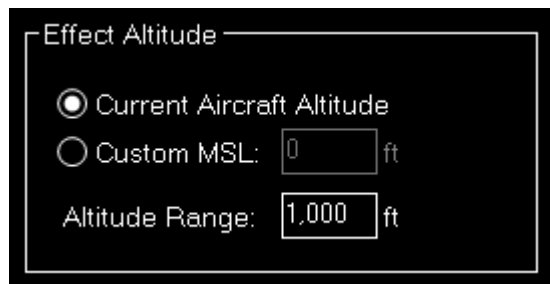 Effect Altitude
Current Aircraft Altitude
Custom MSL: 0 ft
Altitude Range: 1,000 ft